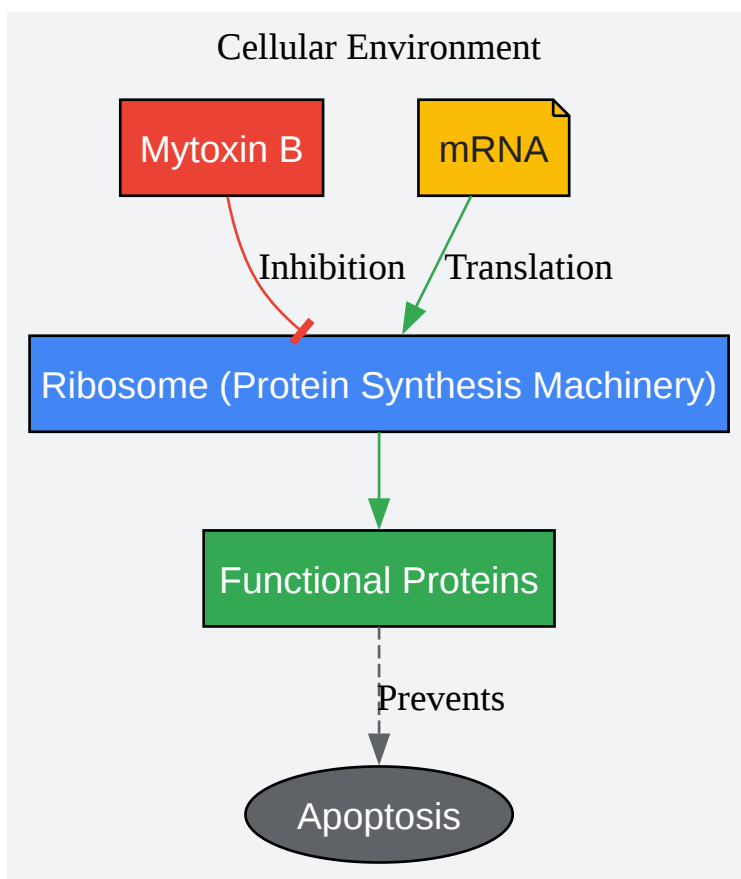 Cellular Environment
Mytoxin B
mRNA
Inhibition
Translation
Ribosome (Protein Synthesis Machinery)
Functional Proteins
Prevents
Apoptosis